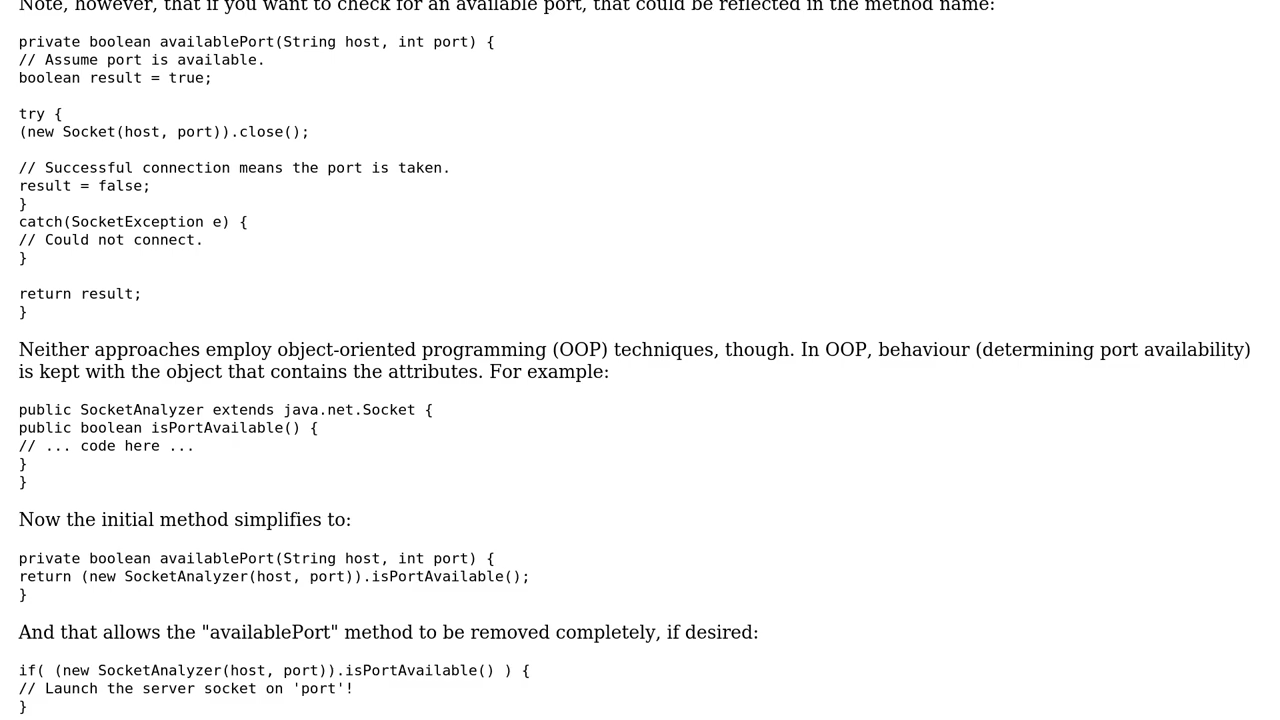 Note, however, that if you want to check for an available port, that could be reflected in the method name:
private boolean availablePort(String host, int port) {
// Assume port is available.
boolean result = true;
try {
(new Socket(host, port)).close();
// Successful connection means the port is taken.
result = false;
}
catch(SocketException e) {
// Could not connect.
}
return result;
}
Neither approaches employ object-oriented programming (OOP) techniques, though. In OOP, behaviour (determining port availability)
is kept with the object that contains the attributes. For example:
public SocketAnalyzer extends java.net.Socket {
public boolean isPortAvailable() {
// ... code here ...
}
}
Now the initial method simplifies to:
private boolean availablePort(String host, int port) {
return (new SocketAnalyzer(host, port)).isPortAvailable();
}
And that allows the "availablePort" method to be removed completely, if desired:
if( (new SocketAnalyzer(host, port)).isPortAvailable() ) {
// Launch the server socket on 'port'!
}